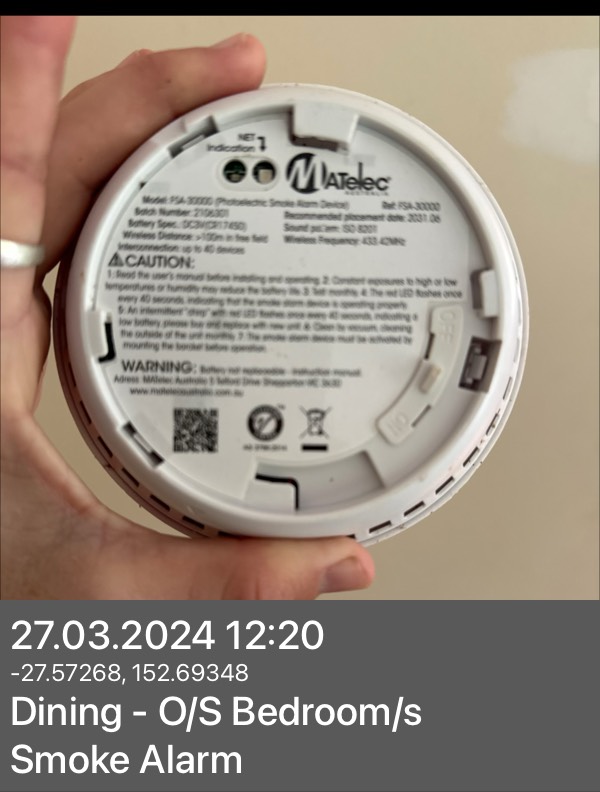 NET
Indication
MATelec
AUSTRALIA
Model: FSA-30000 (Photoelectric Smoke Alarm Device) Ref: FSA-30000
Batch Number: 2106301 Recommended placement date: 2031.06
Battery Spec.: DC3V(CR17450) Sound pattern: ISO 8201
Wireless Distance: >100m in free field Wireless Frequency: 433.42MHz
Interconnection: up to 40 devices
CAUTION:
1: Read the user's manual before installing and operating. 2: Constant exposures to high or low
temperatures or humidity may reduce the battery life. 3: Test monthly. 4: The red LED flashes once
every 40 seconds, indicating that the smoke alarm device is operating properly.
5: An intermittent "chirp" with red LED flashes once every 40 seconds, indicating a
low battery, please buy and replace with new unit. 6: Clean by vacuum, cleaning
the outside of the unit monthly. 7: The smoke alarm device must be activated by
mounting the bracket before operation.
WARNING: Battery not replaceable - instruction manual.
Adress: MATelec Australia 5 Telford Drive Shepparton VIC 3630
www.matelecaustralia.com.au
OFF
ON
AS 3786:2014
27.03.2024 12:20
-27.57268, 152.69348
Dining - O/S Bedroom/s
Smoke Alarm